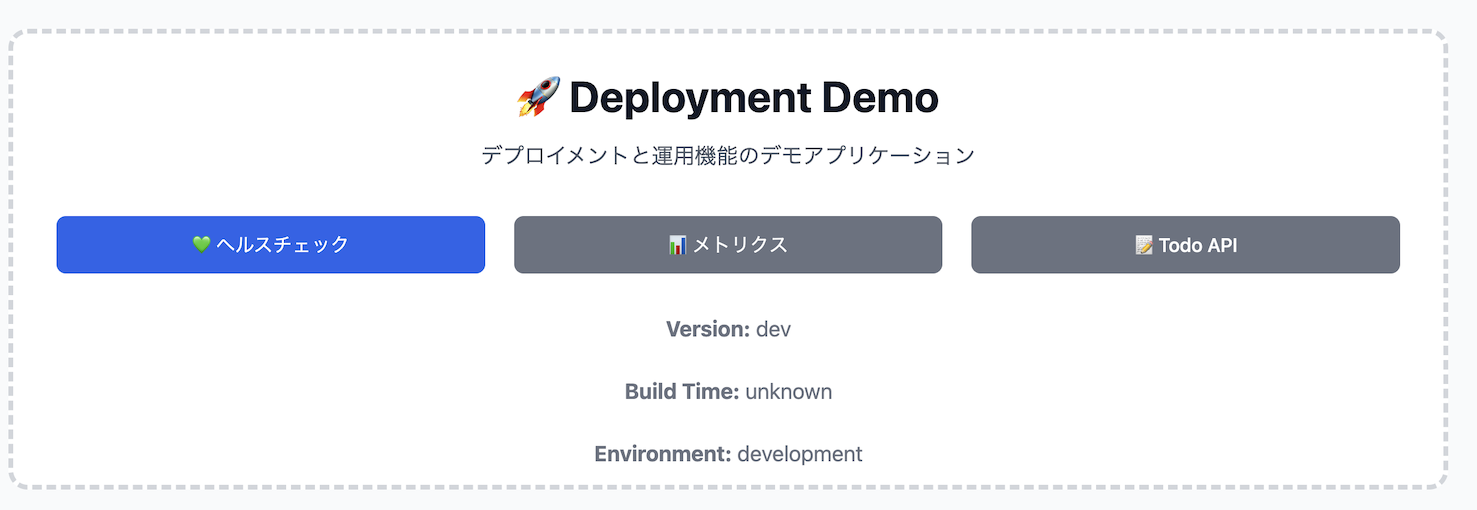 🚀 Deployment Demo
デプロイメントと運用機能のデモアプリケーション
💚 ヘルスチェック
📊 メトリクス
📝 Todo API
Version: dev
Build Time: unknown
Environment: development